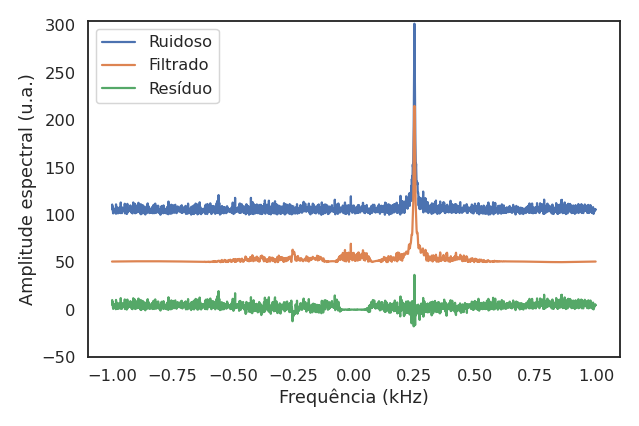 300
250
200
150
100
50
0
−50
Amplitude espectral (u.a.)
Ruidoso
Filtrado
Resíduo
−1.00 −0.75 −0.50 −0.25 0.00 0.25 0.50 0.75 1.00
Frequência (kHz)